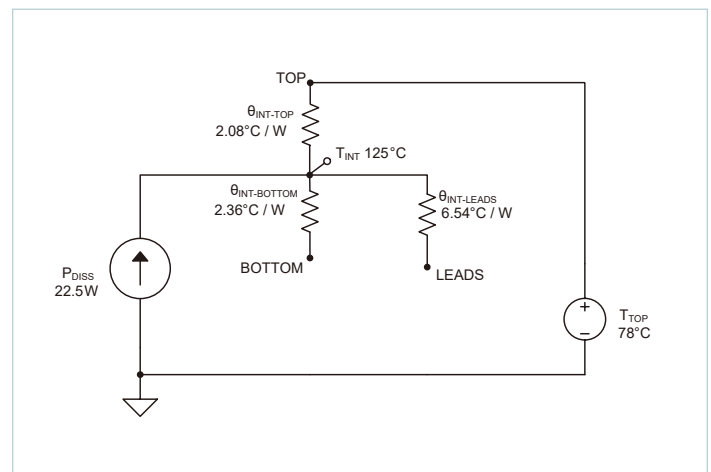 TOP
θINT-TOP
2.08°C / W
TINT 125°C
θINT-BOTTOM
2.36°C / W
θINT-LEADS
6.54°C / W
BOTTOM
LEADS
PDISS
22.5W
+
TTOP
–
78°C